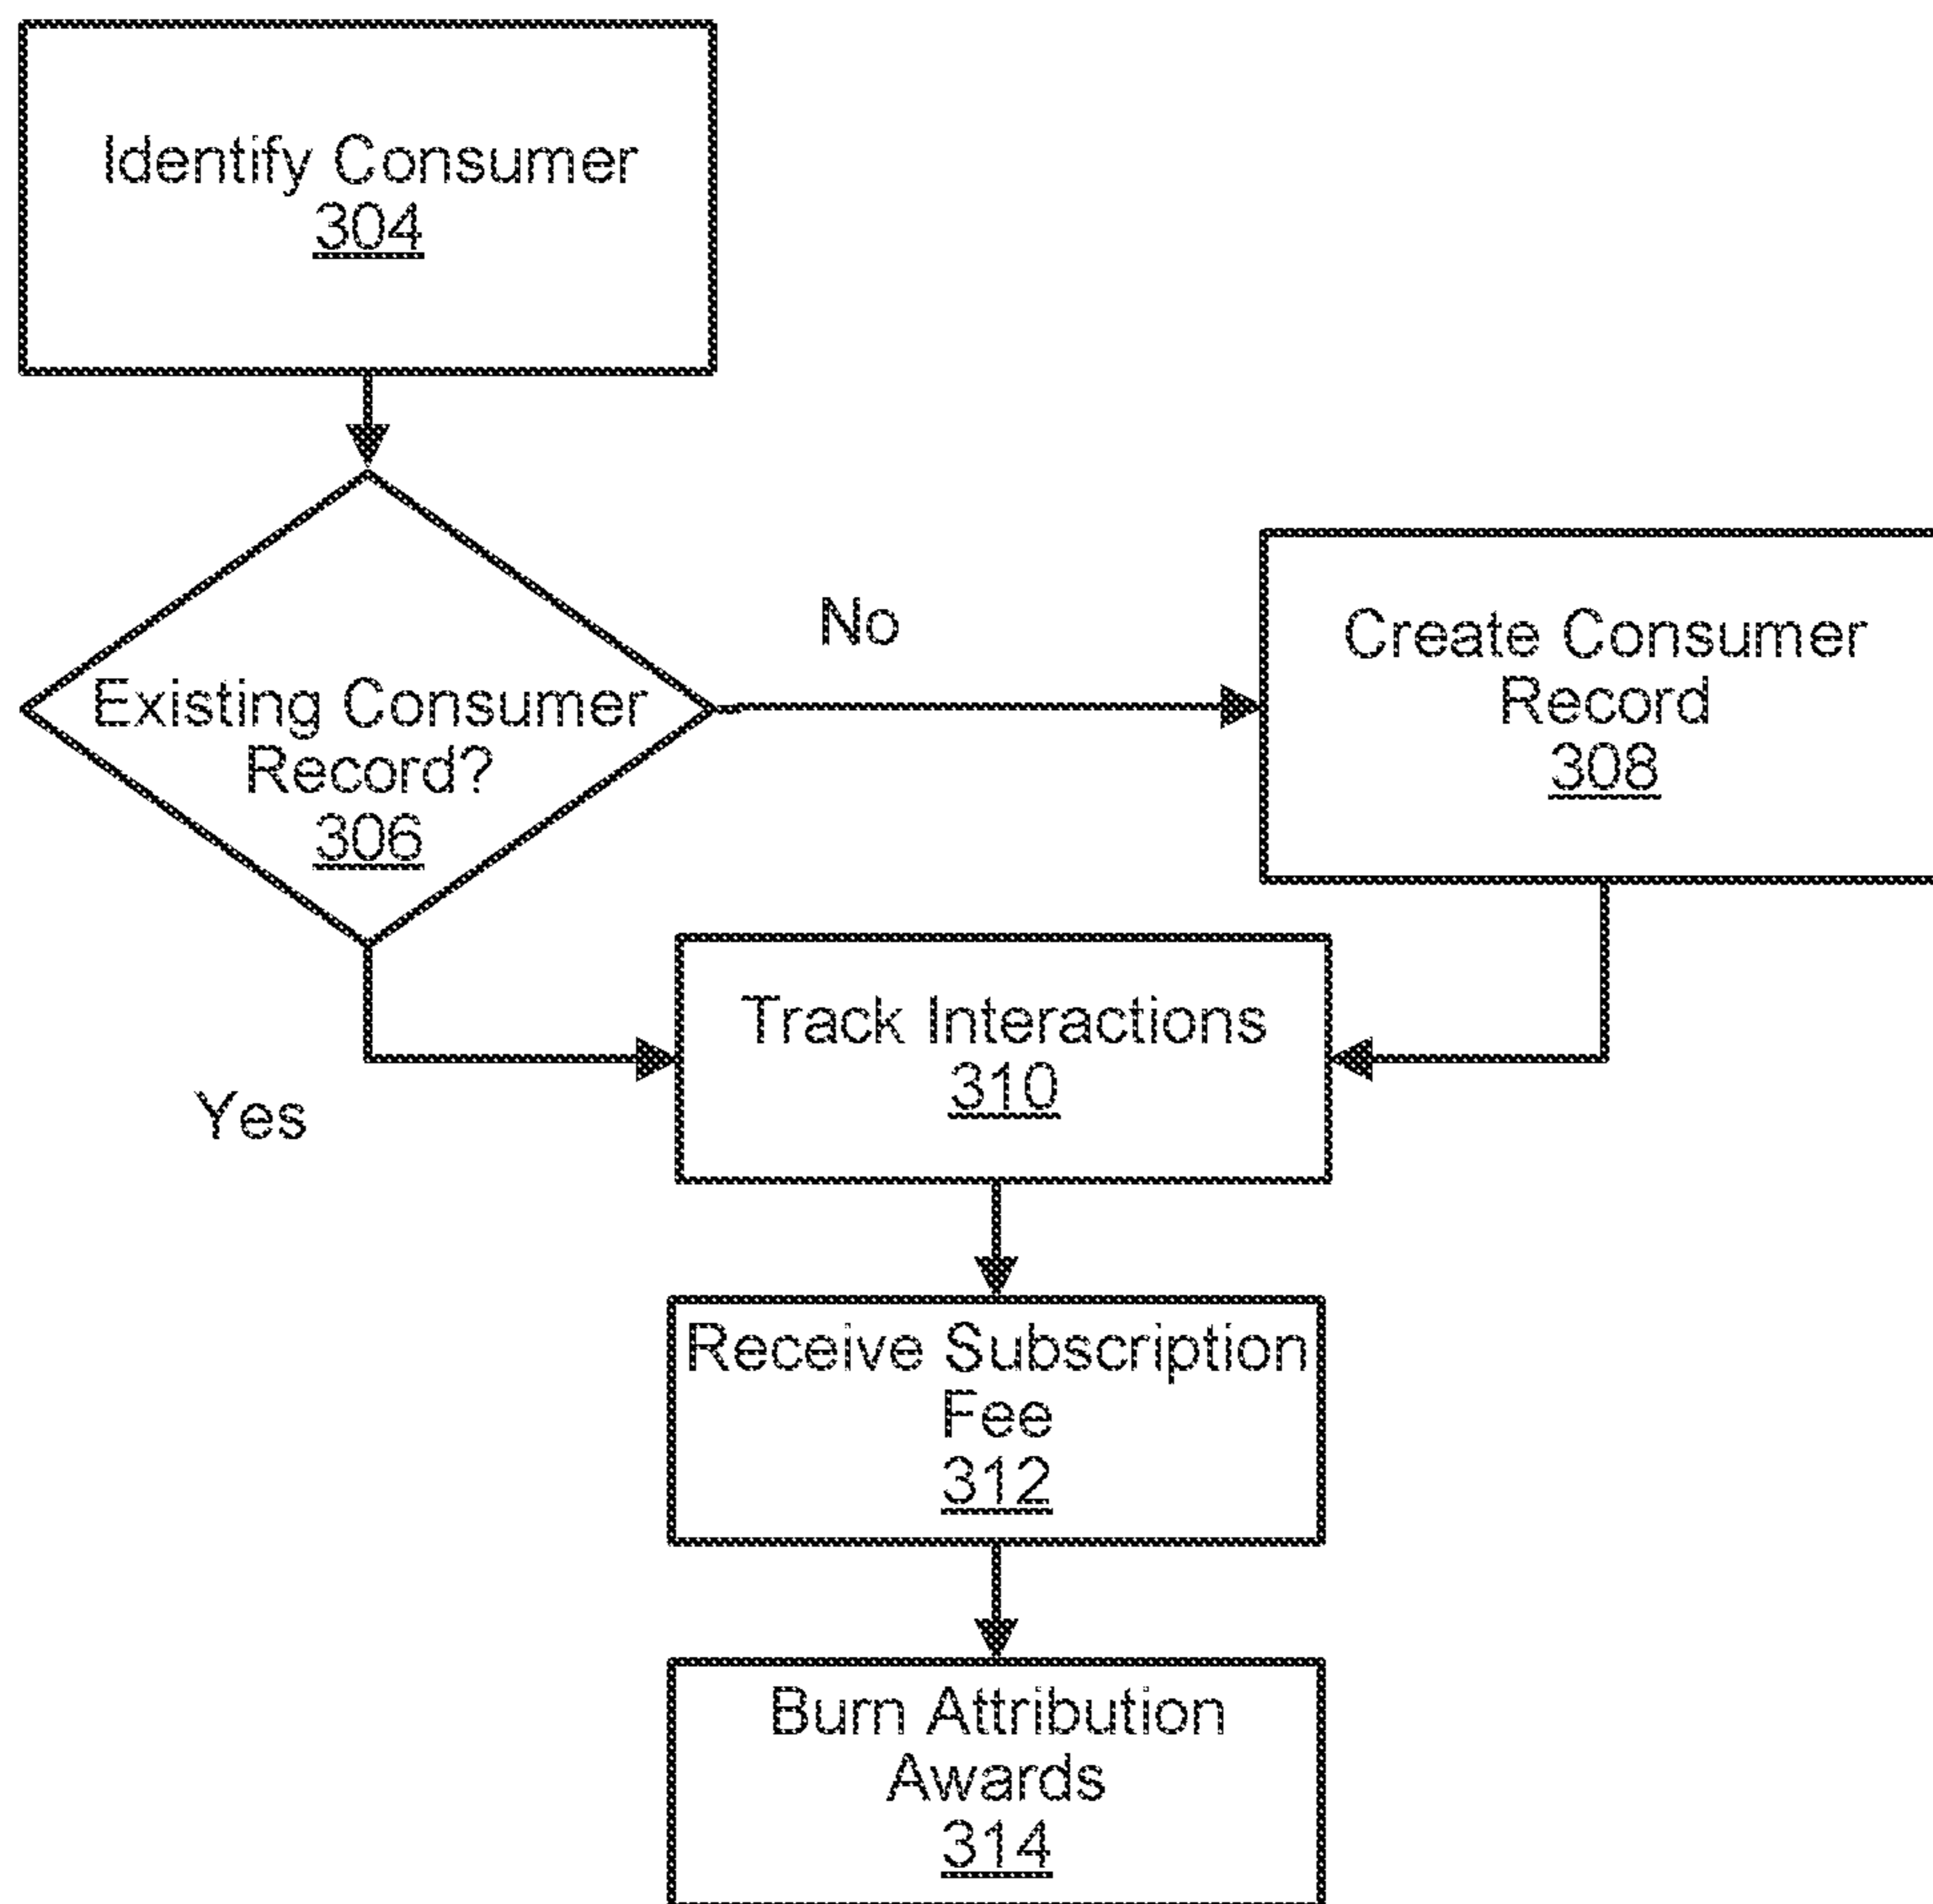 Identify Consumer
304
No
Existing Consumer
Record?
306
Create Consumer
Record
308
Yes
Track Interactions
310
Receive Subscription
Fee
312
Burn Attribution
Awards
314